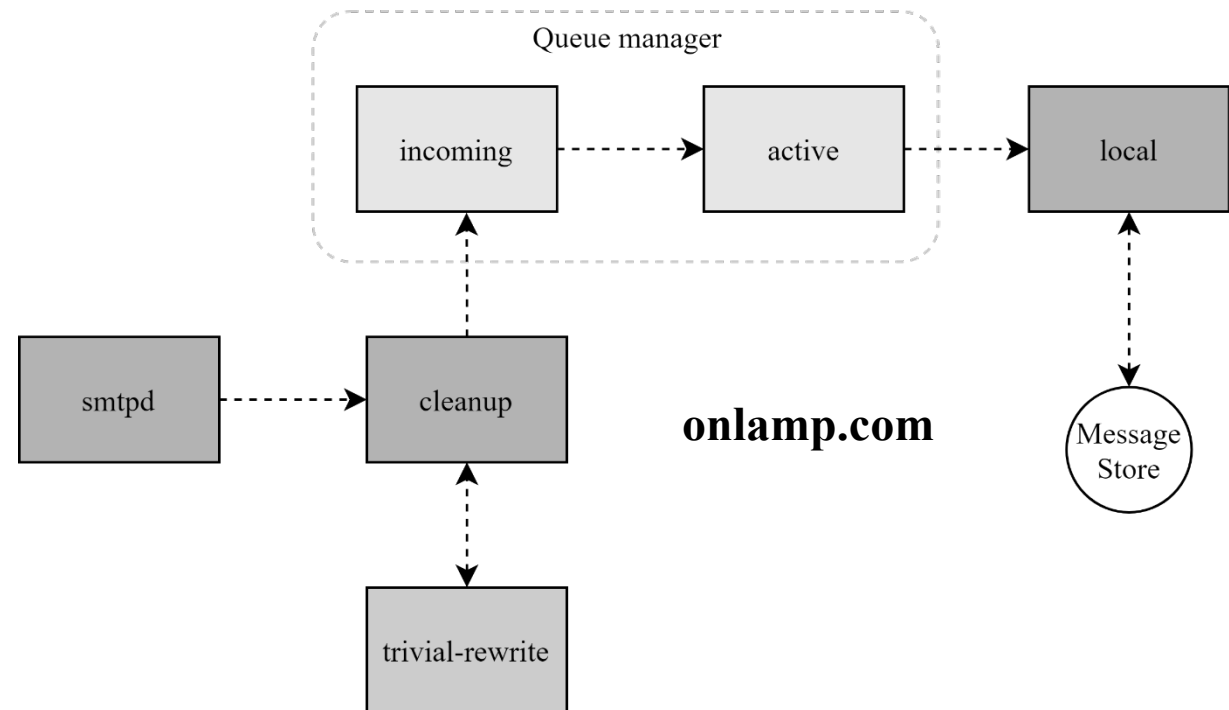 Queue manager
incoming
active
local
smtpd
cleanup
onlamp.com
Message
Store
trivial-rewrite